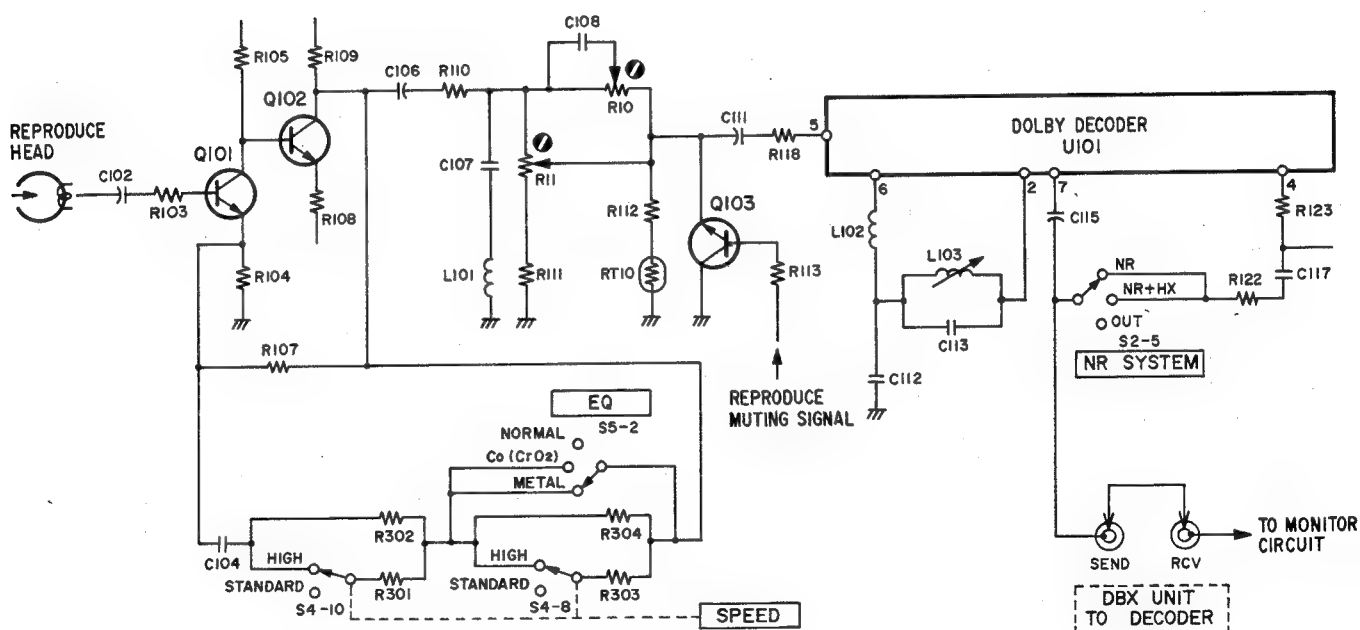 C108
R105
R109
C106
R110
R10
Q102
REPRODUCE
HEAD
Q101
C111
5
DOLBY DECODER
U101
R118
C102
R103
C107
R11
6
2
7
4
R108
R112
Q103
C115
R123
L102
R104
L101
R111
RT10
R113
L103
NR
C117
NR+HX
R122
OUT
C113
S2-5
R107
NR SYSTEM
C112
REPRODUCE
MUTING SIGNAL
EQ
S5-2
NORMAL
Co (CrO2)
METAL
R302
R304
C104
HIGH
HIGH
STANDARD
R301
STANDARD
R303
S4-10
S4-8
SPEED
TO MONITOR
CIRCUIT
SEND
RCV
DBX UNIT
TO DECODER